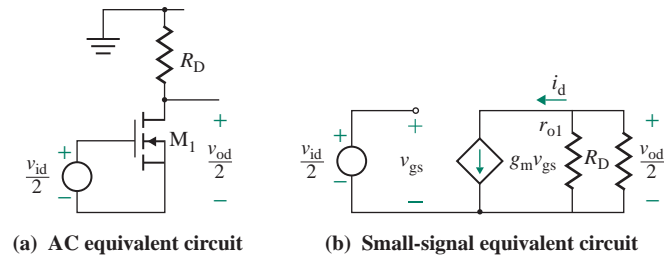 R_D
M_1
+
v_id/2
−
+
v_od/2
−
(a) AC equivalent circuit
i_d
+
v_id/2
−
+
v_gs
−
g_m v_gs
r_o1
R_D
+
v_od/2
−
(b) Small-signal equivalent circuit